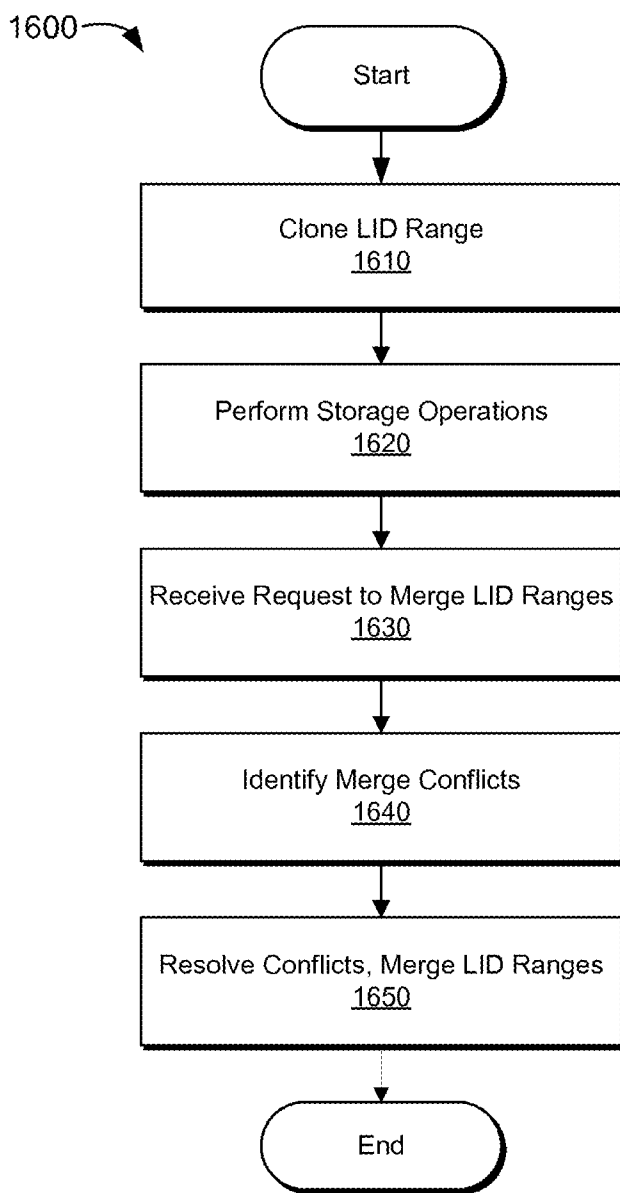 1600
Start
Clone LID Range
1610
Perform Storage Operations
1620
Receive Request to Merge LID Ranges
1630
Identify Merge Conflicts
1640
Resolve Conflicts, Merge LID Ranges
1650
End